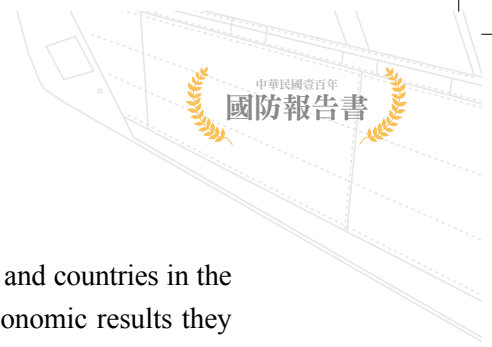 中華民國壹百年
國防報告書
and countries in the
onomic results they